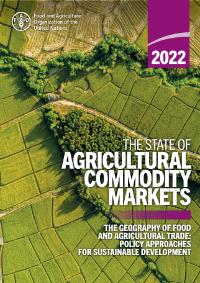 Food and Agriculture
Organization of the
United Nations
2022
THE STATE OF
AGRICULTURAL
COMMODITY
MARKETS
THE GEOGRAPHY OF FOOD
AND AGRICULTURAL TRADE:
POLICY APPROACHES
FOR SUSTAINABLE DEVELOPMENT